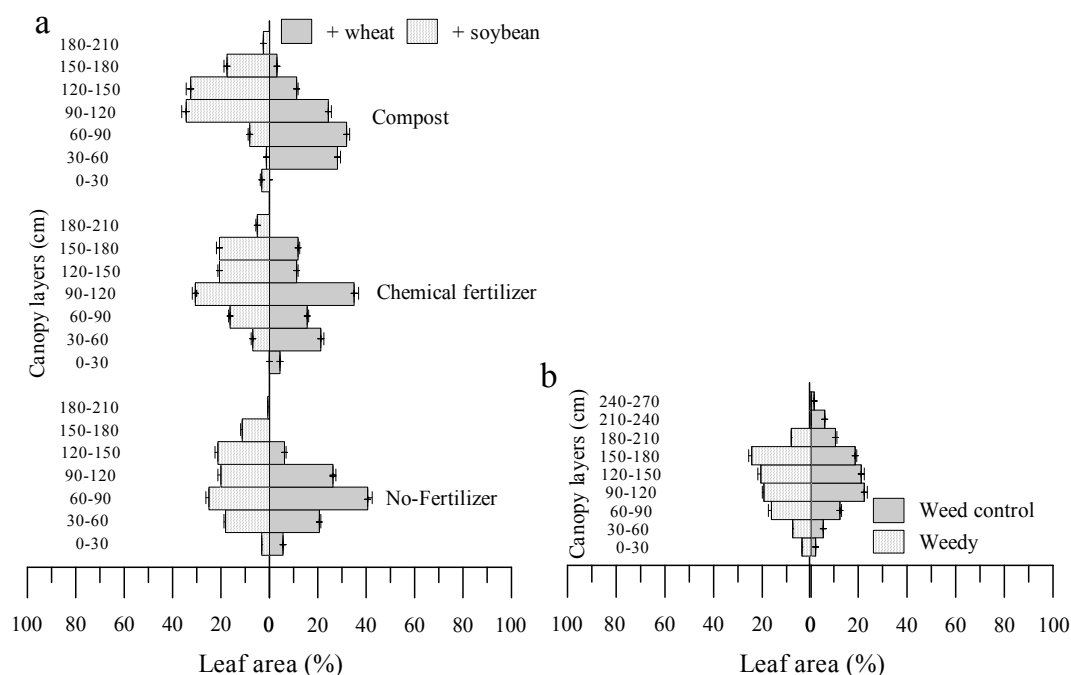 a
+ wheat
+ soybean
Canopy layers (cm)
180-210
150-180
120-150
90-120
60-90
30-60
0-30
Compost
180-210
150-180
120-150
90-120
60-90
30-60
0-30
Chemical fertilizer
180-210
150-180
120-150
90-120
60-90
30-60
0-30
No-Fertilizer
100 80 60 40 20 0 20 40 60 80 100
Leaf area (%)
b
Canopy layers (cm)
240-270
210-240
180-210
150-180
120-150
90-120
60-90
30-60
0-30
Weed control
Weedy
100 80 60 40 20 0 20 40 60 80 100
Leaf area (%)